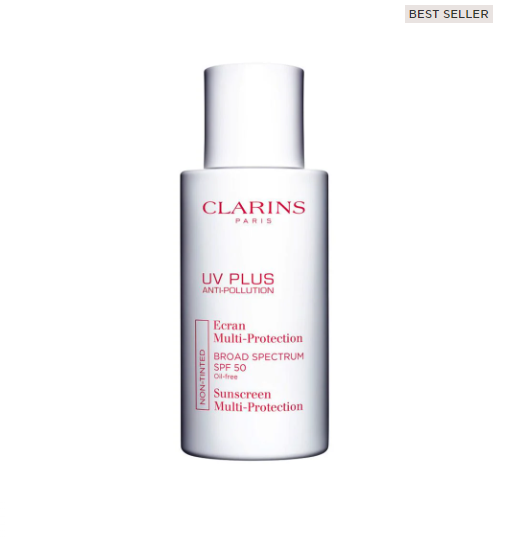 BEST SELLER
CLARINS
PARIS
UV PLUS
ANTI-POLLUTION
Ecran
Multi-Protection
BROAD SPECTRUM
SPF 50
Oil-free
NON-TINTED
Sunscreen
Multi-Protection